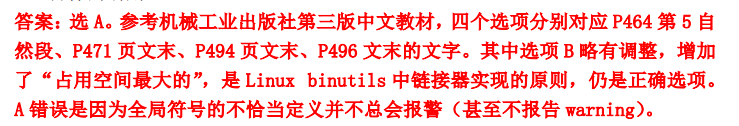 答案：选 A。参考机械工业出版社第三版中文教材，四个选项分别对应 P464 第 5 自
然段、P471 页文末、P494 页文末、P496 文末的文字。其中选项 B 略有调整，增加
了“占用空间最大的”，是 Linux binutils 中链接器实现的原则，仍是正确选项。
A 错误是因为全局符号的不恰当定义并不总会报警（甚至不报告 warning）。